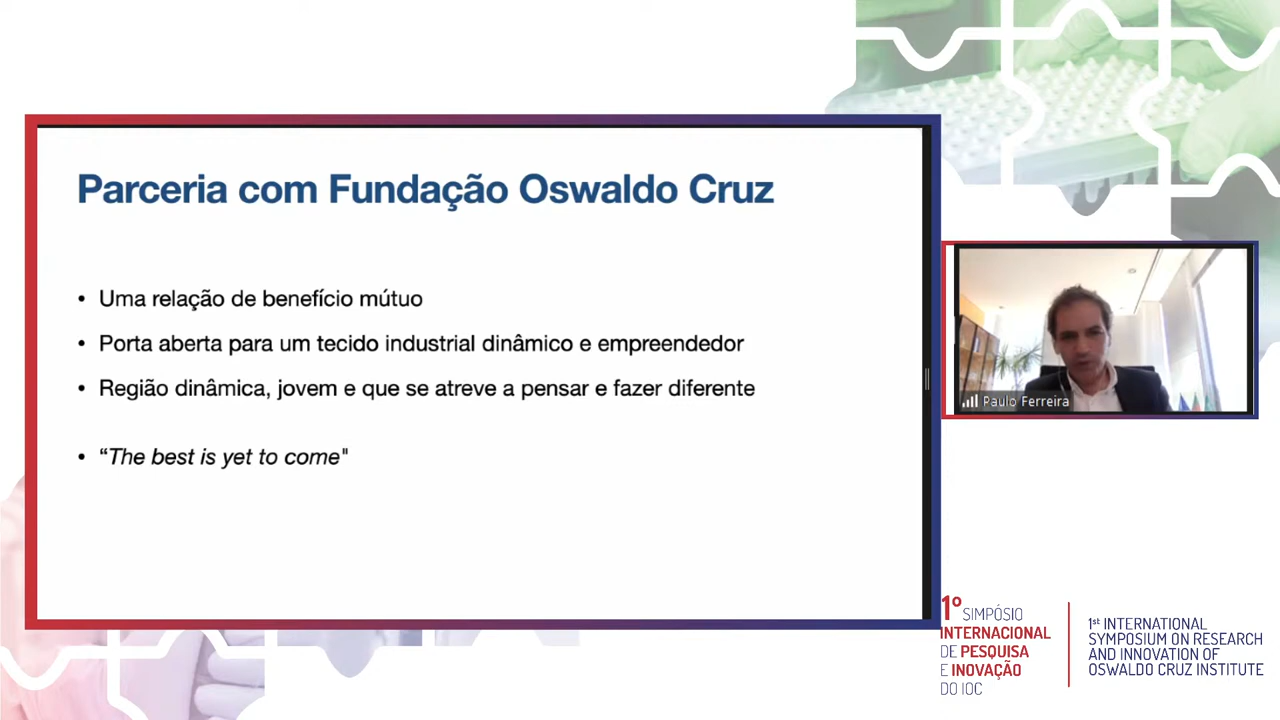 Parceria com Fundação Oswaldo Cruz
• Uma relação de benefício mútuo
• Porta aberta para um tecido industrial dinâmico e empreendedor
• Região dinâmica, jovem e que se atreve a pensar e fazer diferente
• “The best is yet to come"
Paulo Ferreira
1º SIMPÓSIO
INTERNACIONAL
DE PESQUISA
E INOVAÇÃO
DO IOC
1st INTERNATIONAL
SYMPOSIUM ON RESEARCH
AND INNOVATION OF
OSWALDO CRUZ INSTITUTE